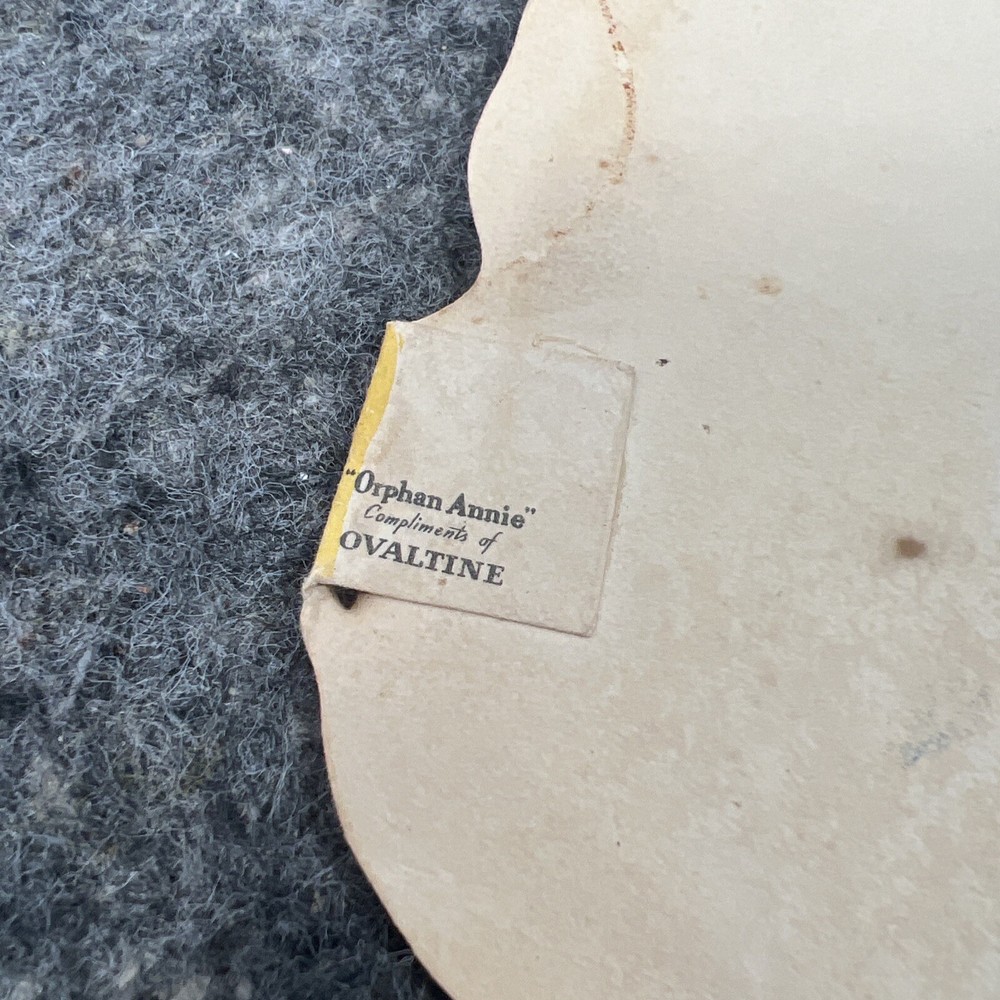 "Orphan Annie"
Compliments of
OVALTINE